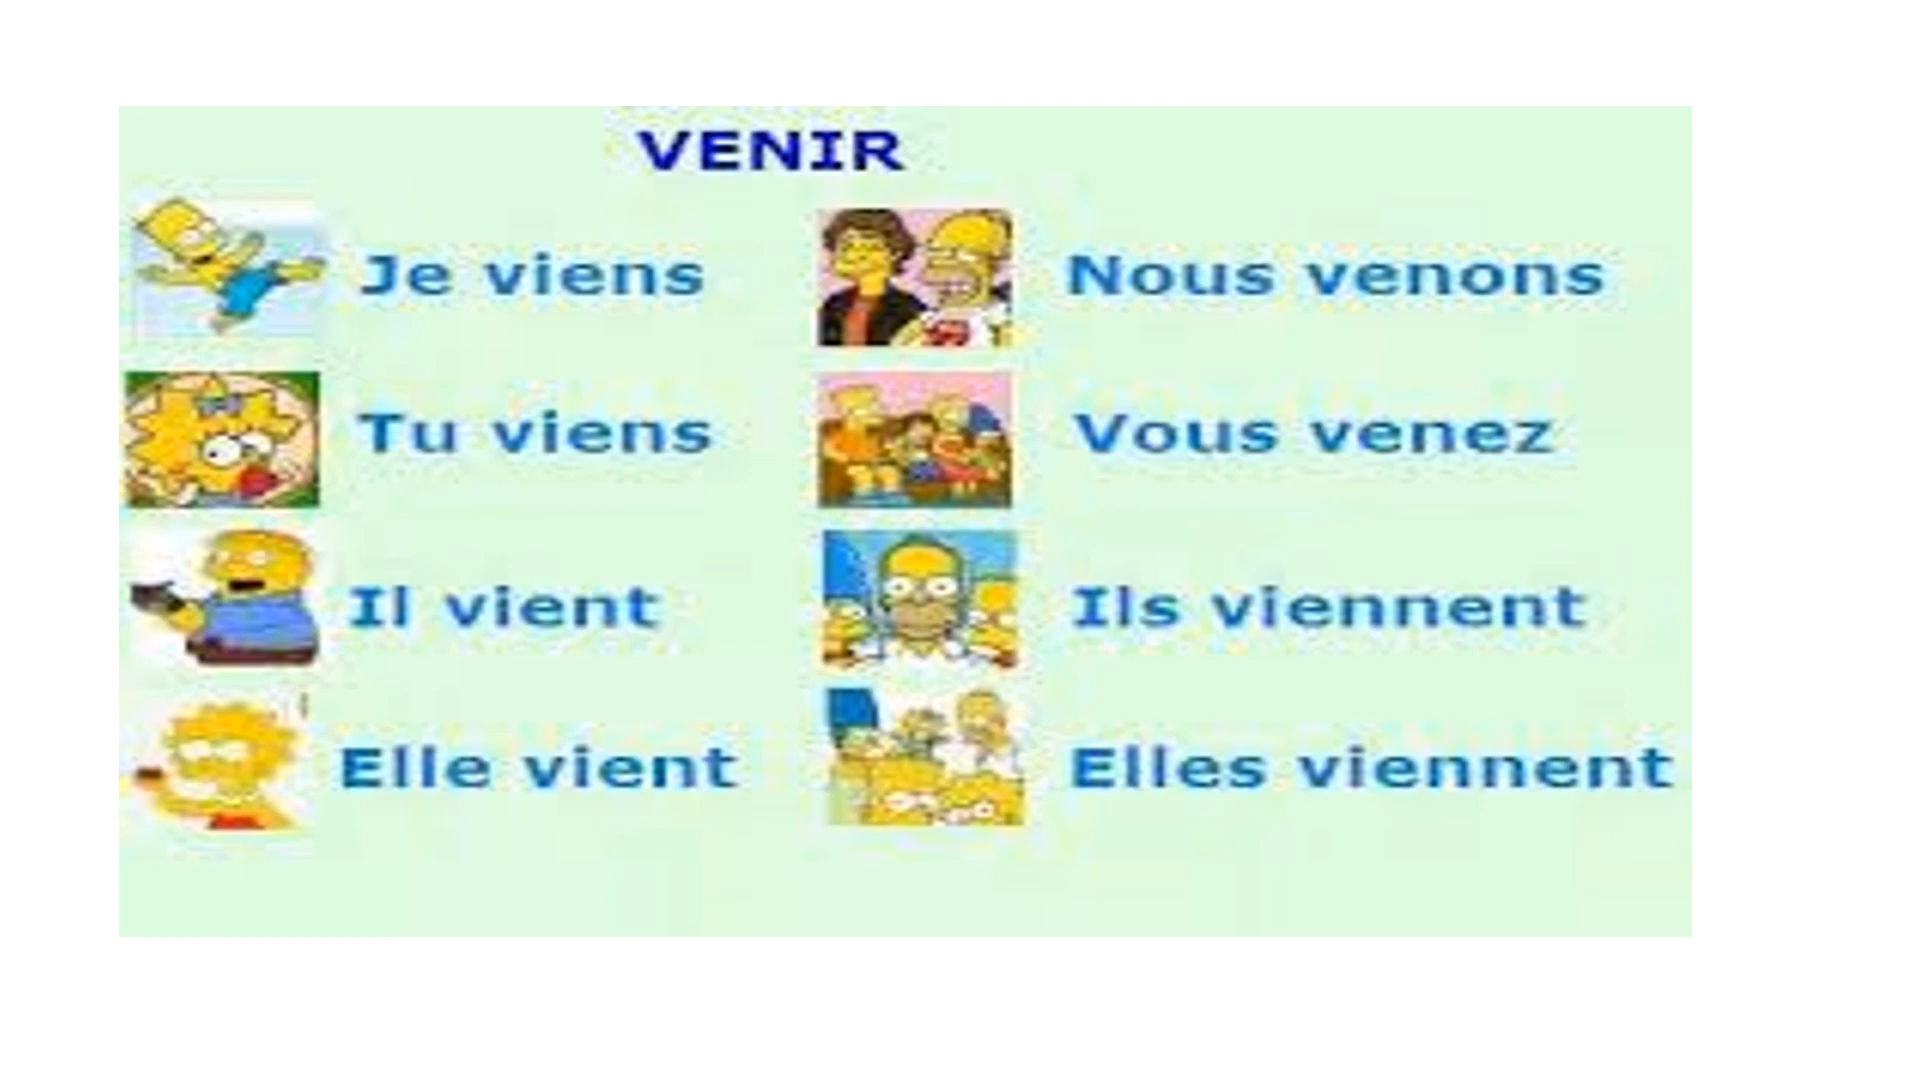 VENIR
Je viens
Nous venons
Tu viens
Vous venez
Il vient
Ils viennent
Elle vient
Elles viennent